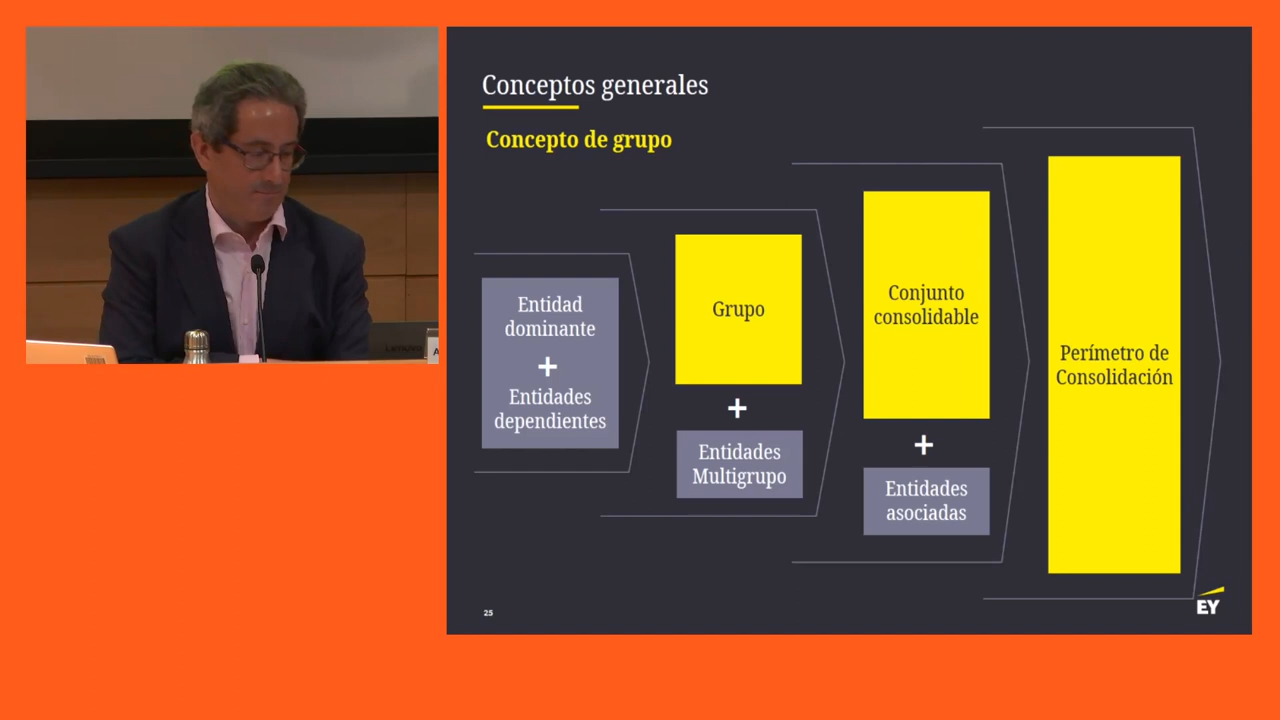 Conceptos generales
Concepto de grupo
Entidad
dominante
+
Entidades
dependientes
Grupo
+
Entidades
Multigrupo
Conjunto
consolidable
+
Entidades
asociadas
Perímetro de
Consolidación
25
EY